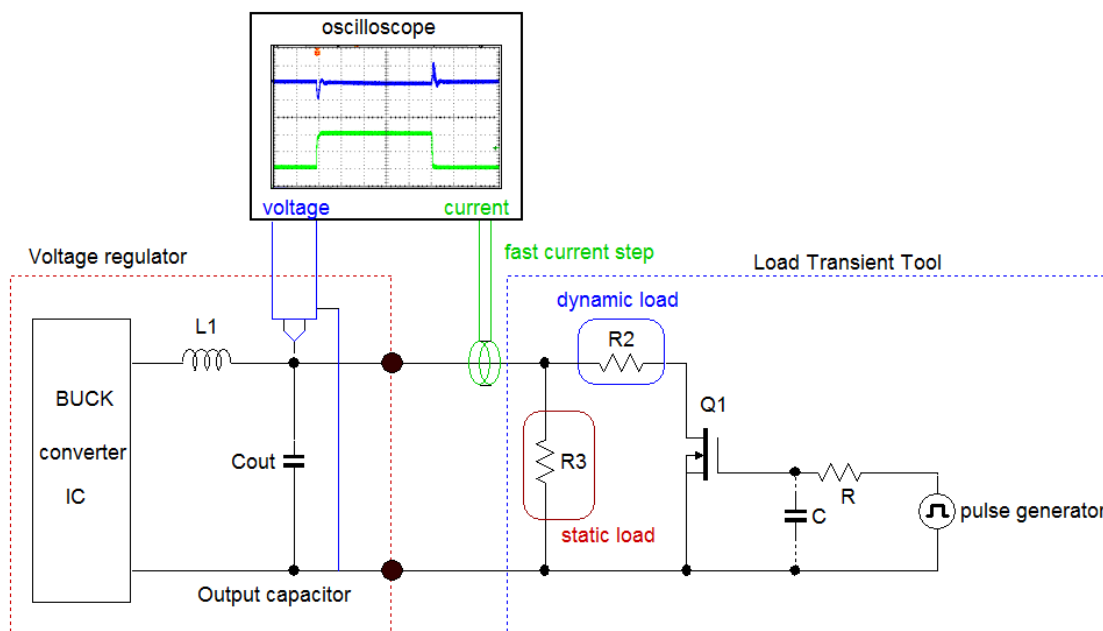 oscilloscope
voltage
current
fast current step
Voltage regulator
Load Transient Tool
dynamic load
L1
R2
BUCK
converter
IC
Q1
Cout
R3
R
C
pulse generator
static load
Output capacitor